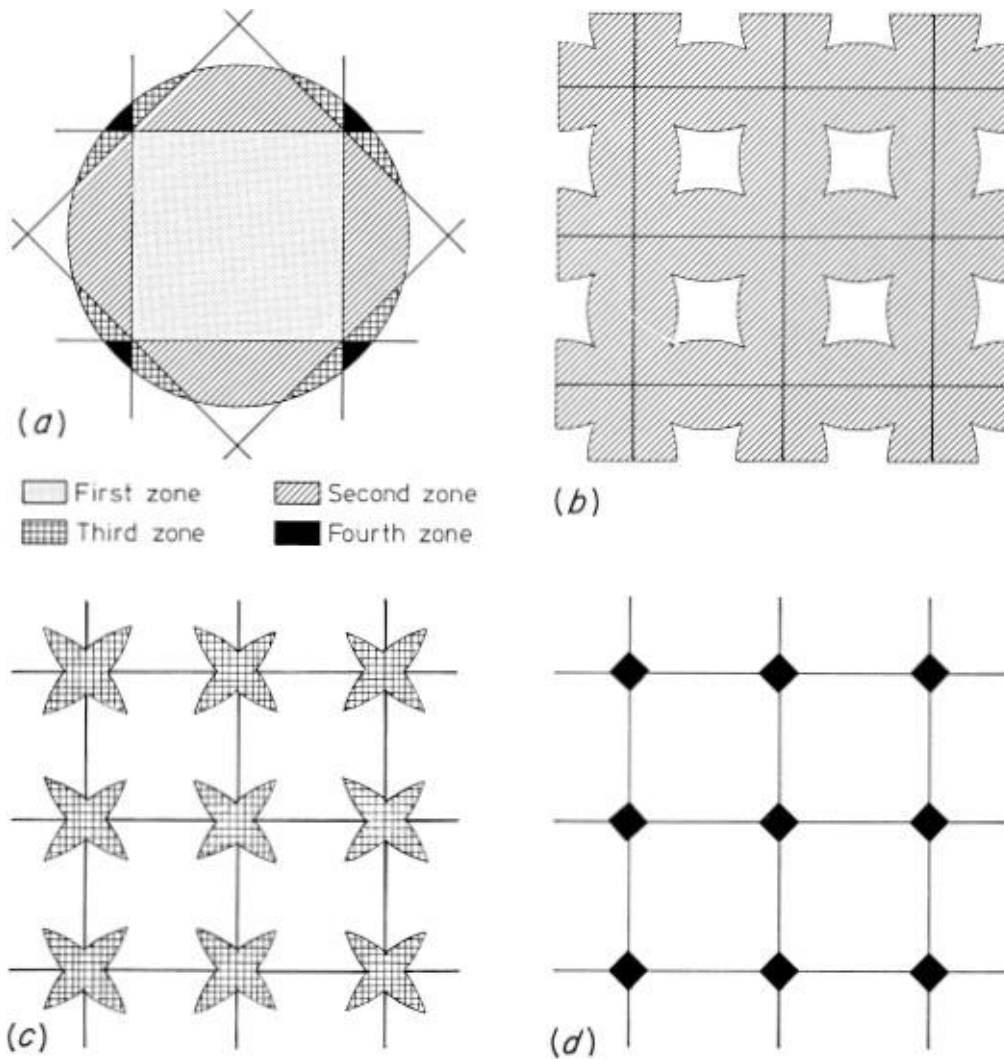 (a)
First zone
Second zone
Third zone
Fourth zone
(b)
(c)
(d)